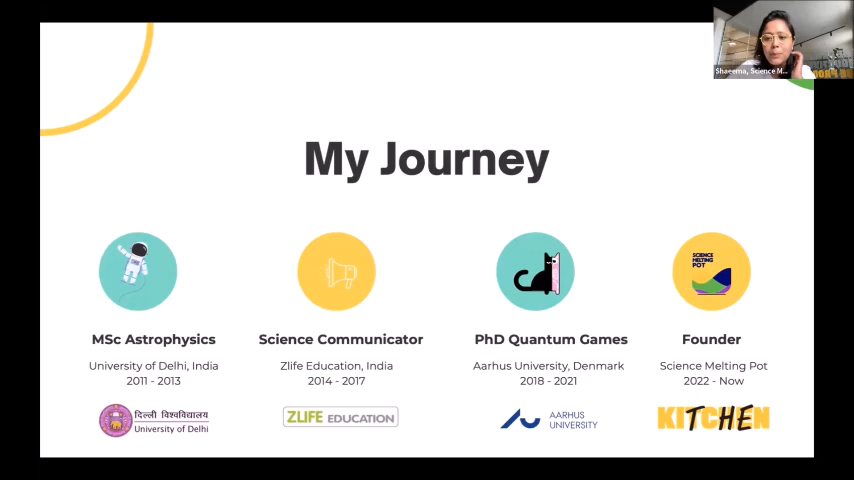 Shaeema, Science M...
My Journey
SCIENCE
MELTING
POT
MSc Astrophysics
University of Delhi, India
2011 - 2013
दिल्ली विश्वविद्यालय
University of Delhi
Science Communicator
Zlife Education, India
2014 - 2017
ZLIFE EDUCATION
PhD Quantum Games
Aarhus University, Denmark
2018 - 2021
AARHUS
UNIVERSITY
Founder
Science Melting Pot
2022 - Now
KITCHEN